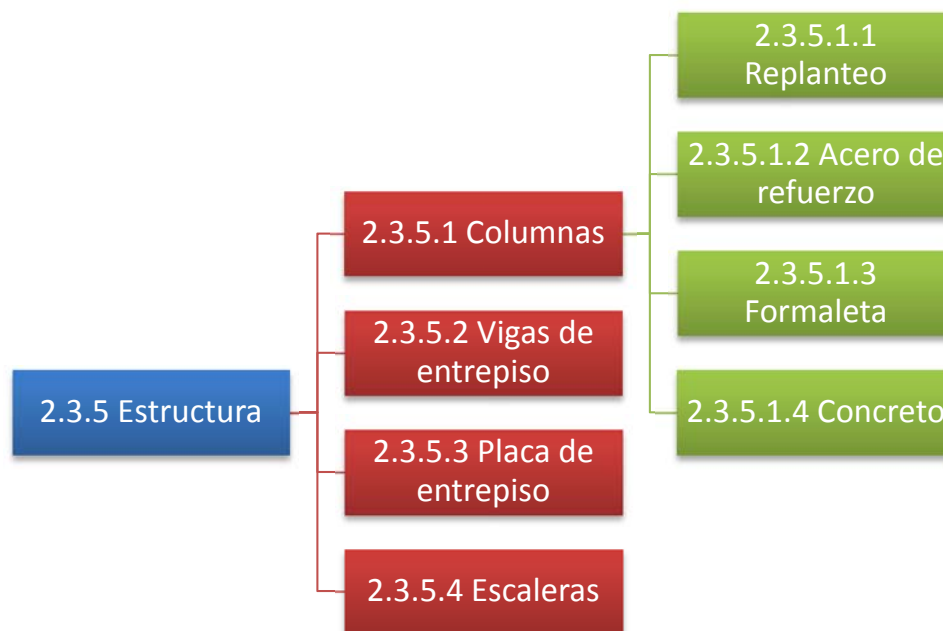 2.3.5 Estructura
2.3.5.1 Columnas
2.3.5.2 Vigas de
entrepiso
2.3.5.3 Placa de
entrepiso
2.3.5.4 Escaleras
2.3.5.1.1
Replanteo
2.3.5.1.2 Acero de
refuerzo
2.3.5.1.3
Formaleta
2.3.5.1.4 Concreto